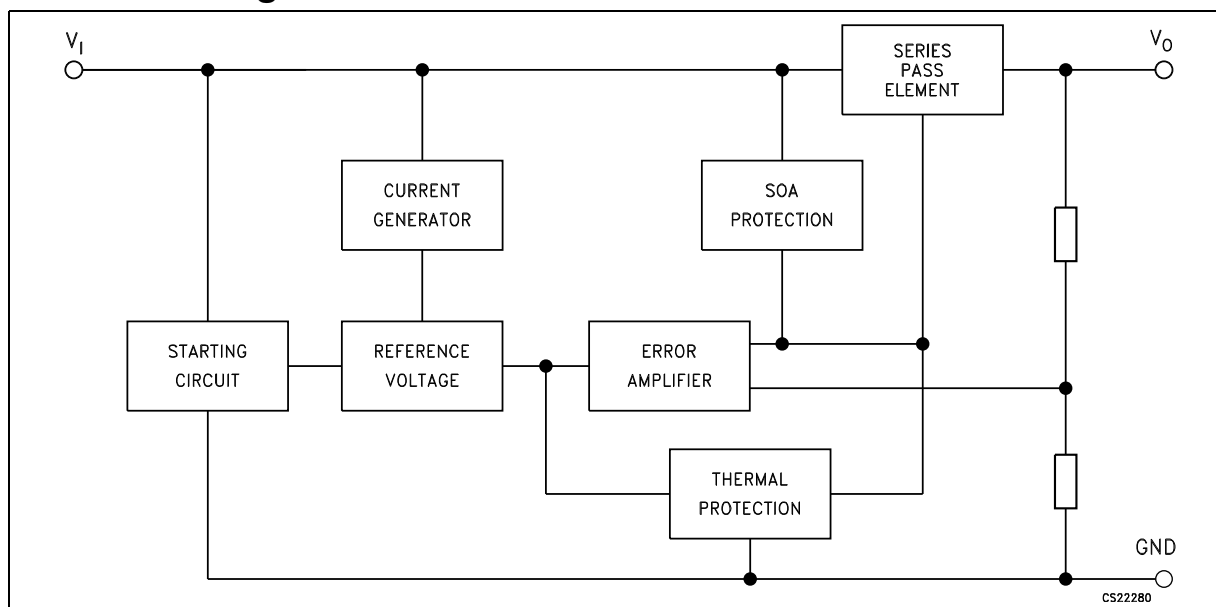 V_I
V_O
SERIES
PASS
ELEMENT
CURRENT
GENERATOR
SOA
PROTECTION
STARTING
CIRCUIT
REFERENCE
VOLTAGE
ERROR
AMPLIFIER
THERMAL
PROTECTION
GND
CS22280